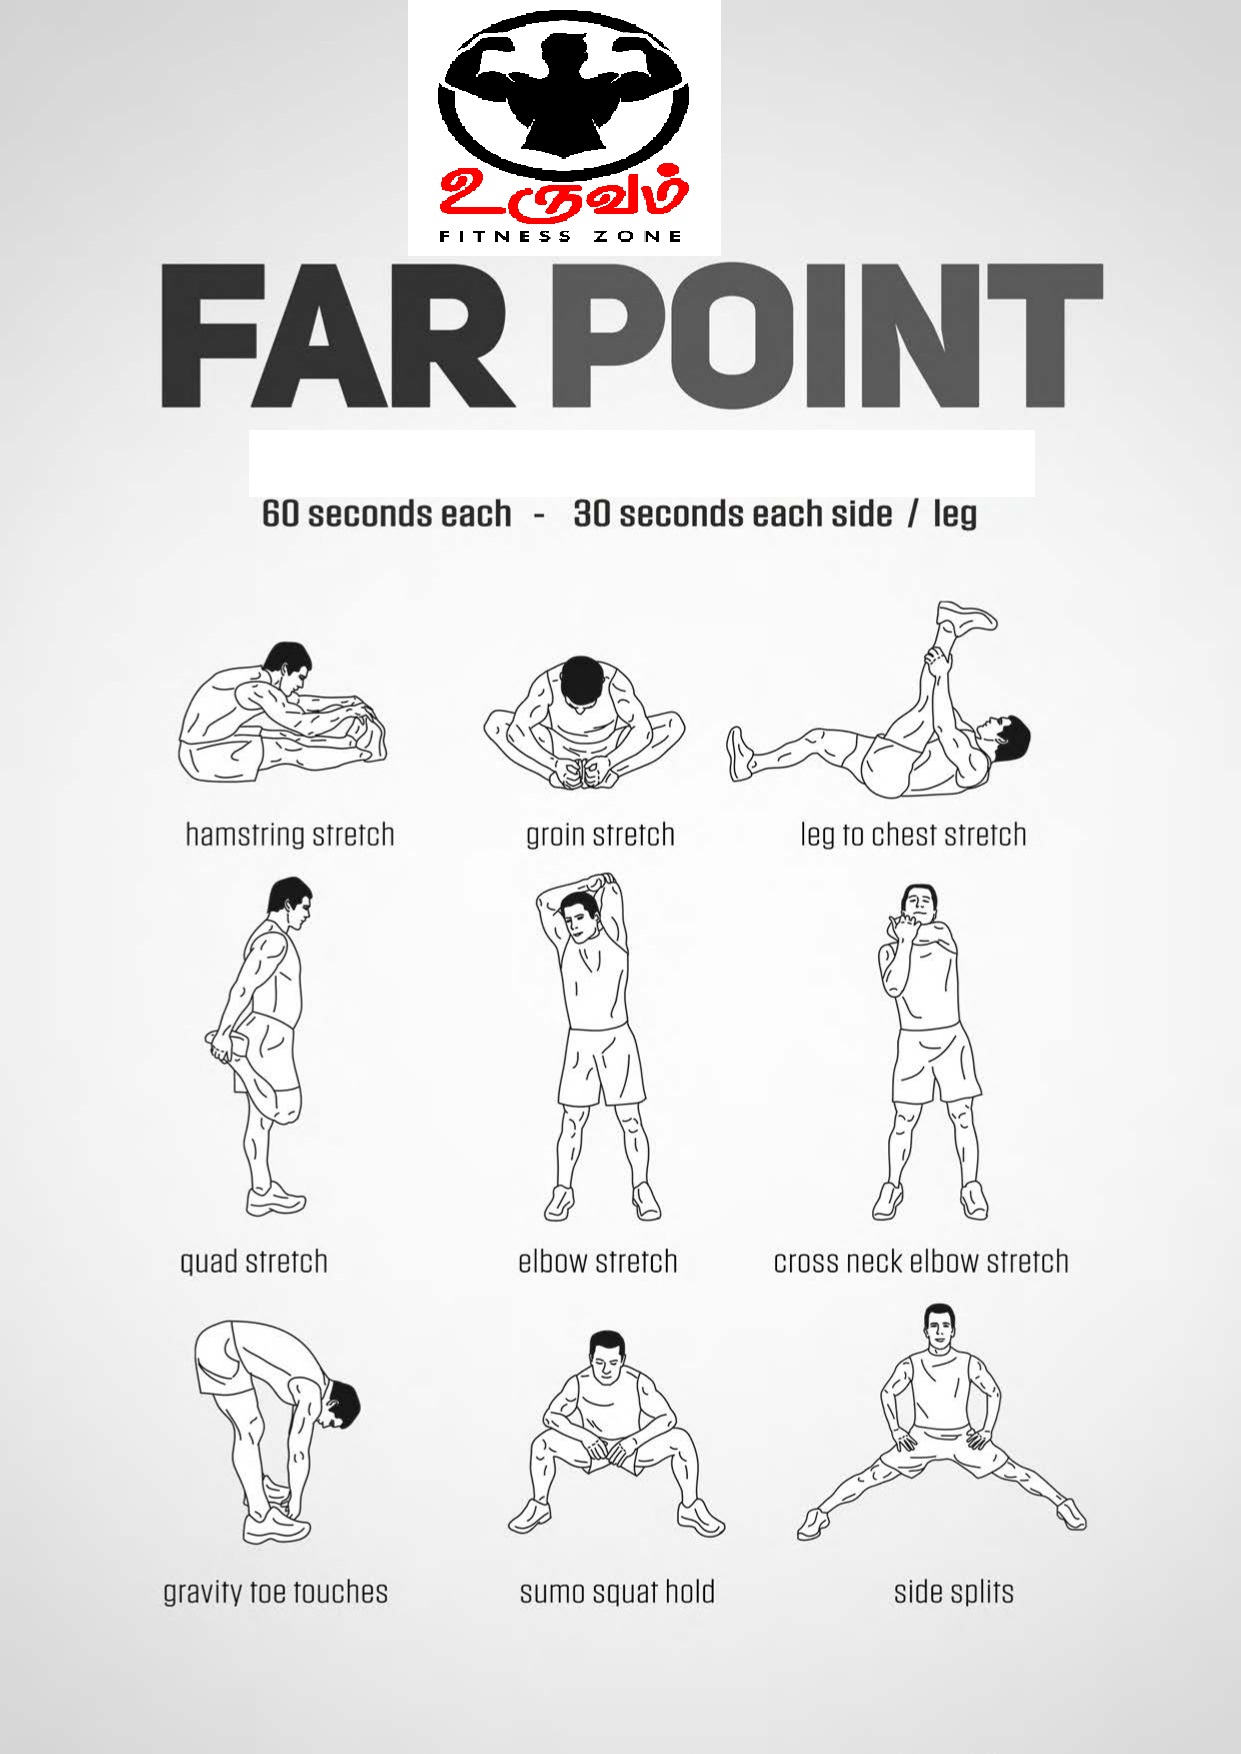 உருவம்
FITNESS ZONE
FAR POINT
60 seconds each - 30 seconds each side / leg
hamstring stretch
groin stretch
leg to chest stretch
quad stretch
elbow stretch
cross neck elbow stretch
gravity toe touches
sumo squat hold
side splits